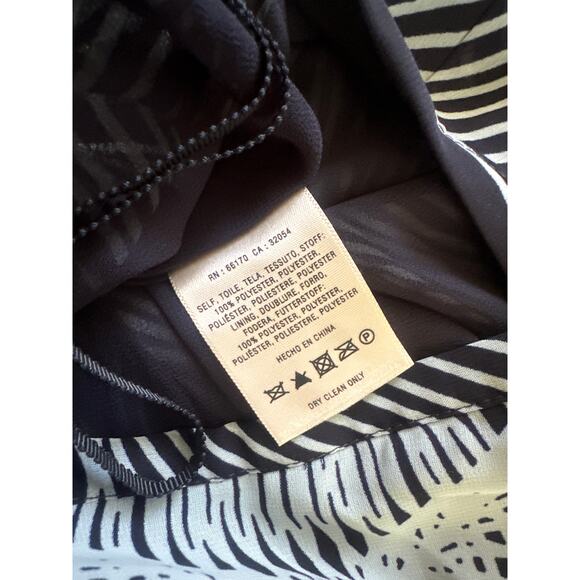 RN: 66170 CA: 32054
SELF, TOILE, TELA, TESSUTO, STOFF:
100% POLYESTER, POLYESTER,
POLIÉSTER, POLIESTERE, POLYESTER
LINING, DOUBLURE, FORRO,
FODERA, FUTTERSTOFF:
100% POLYESTER, POLYESTER,
POLIÉSTER, POLIESTERE, POLYESTER
HECHO EN CHINA
P
DRY CLEAN ONLY